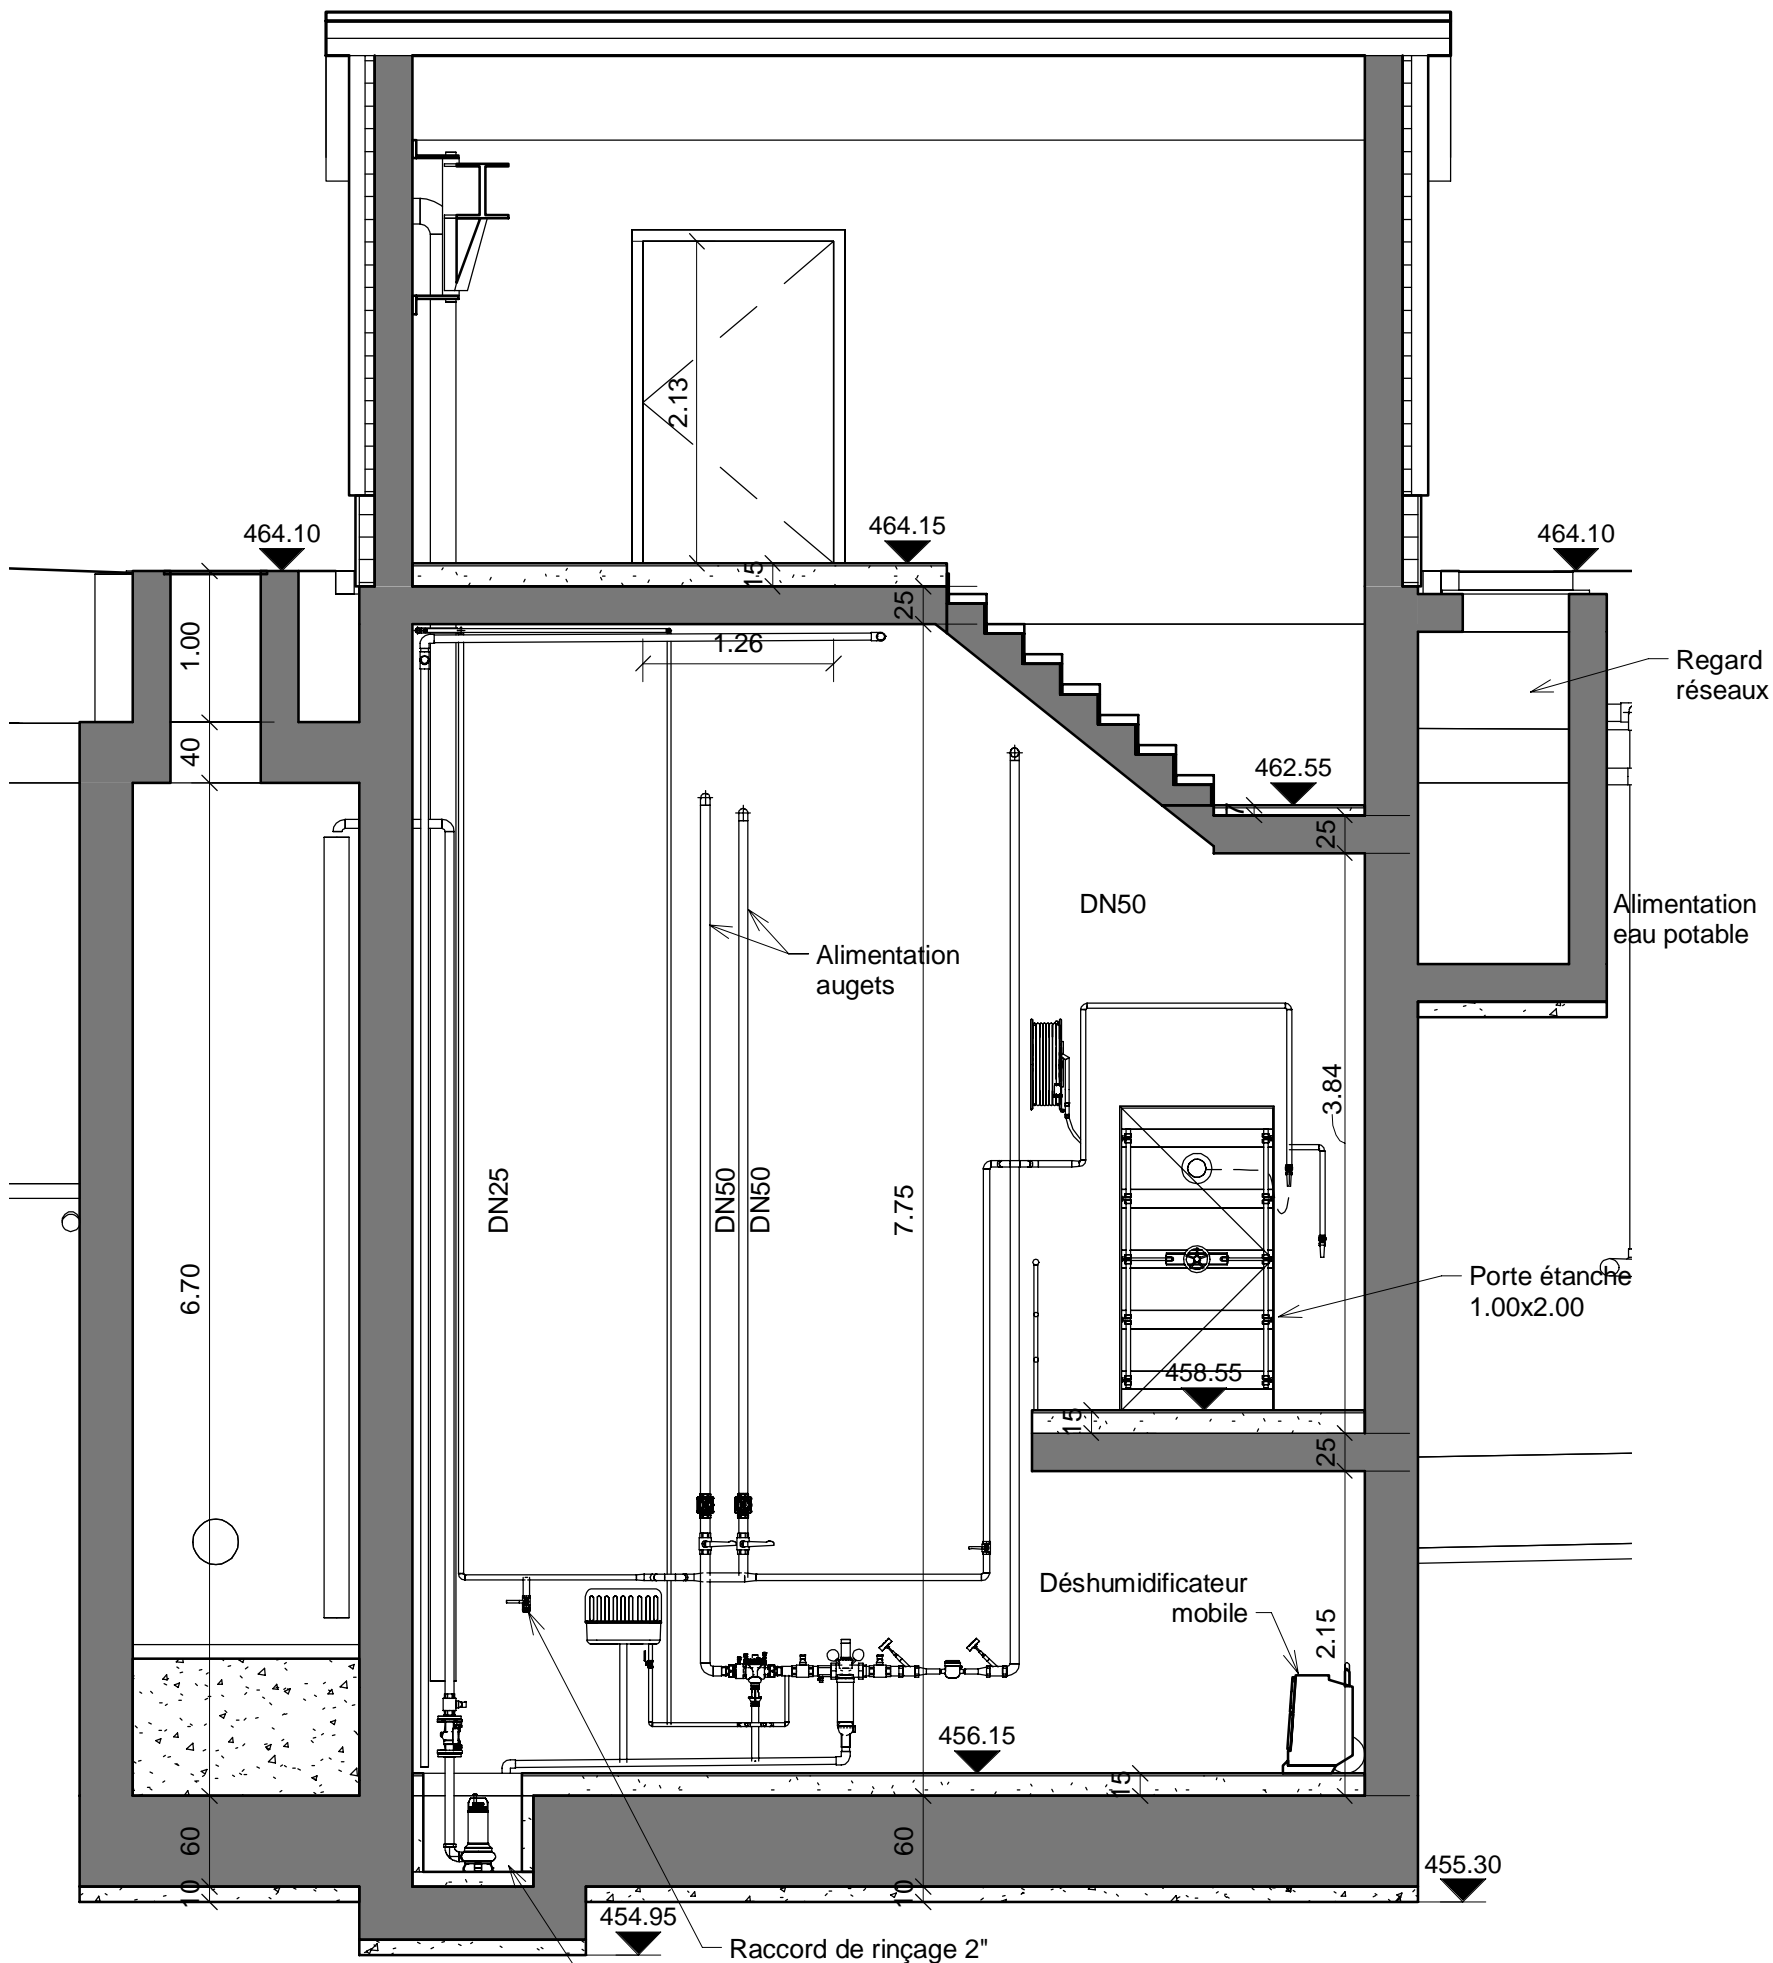 2.13
464.10
464.15
464.10
15
25
1.00
1.26
Regard
réseaux
40
462.55
7
25
DN50
Alimentation
eau potable
Alimentation
augets
3.84
DN25
DN50
DN50
7.75
6.70
Porte étanche
1.00x2.00
458.55
15
25
Déshumidificateur
mobile
2.15
456.15
15
60
60
10
10
455.30
454.95
Raccord de rinçage 2"